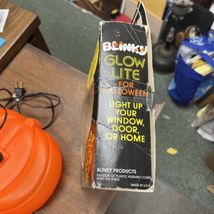 BLINKY
GLOW
LITE
FOR
HALLOWEEN
LIGHT UP
YOUR
WINDOW,
DOOR,
OR HOME
BLINKY PRODUCTS
MADE IN U.S.A.